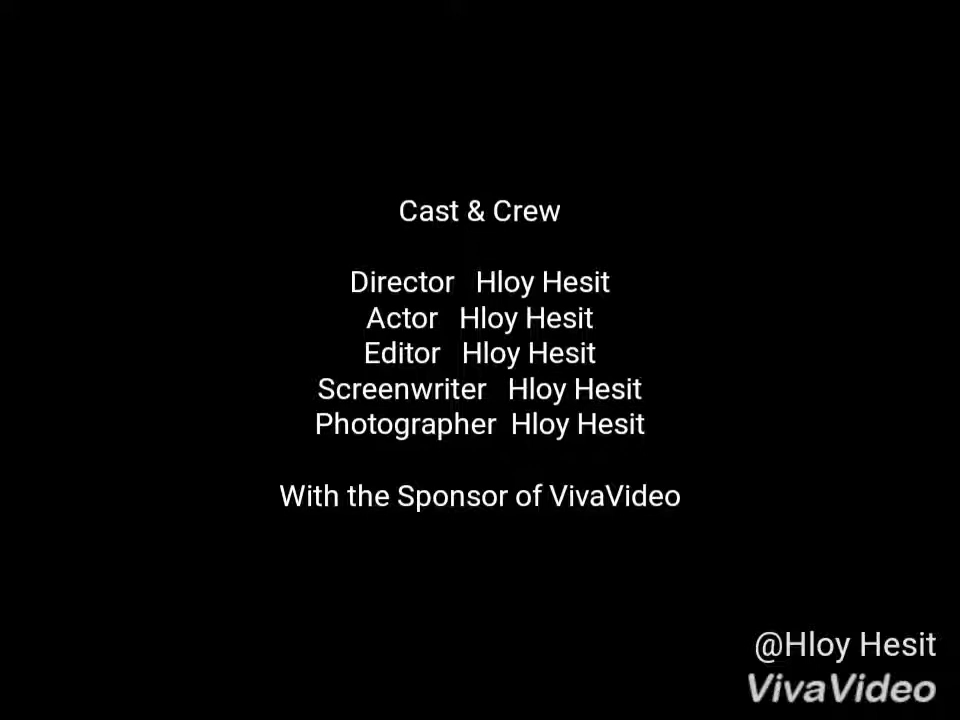 Cast & Crew
Director Hloy Hesit
Actor Hloy Hesit
Editor Hloy Hesit
Screenwriter Hloy Hesit
Photographer Hloy Hesit
With the Sponsor of VivaVideo
@Hloy Hesit
VivaVideo